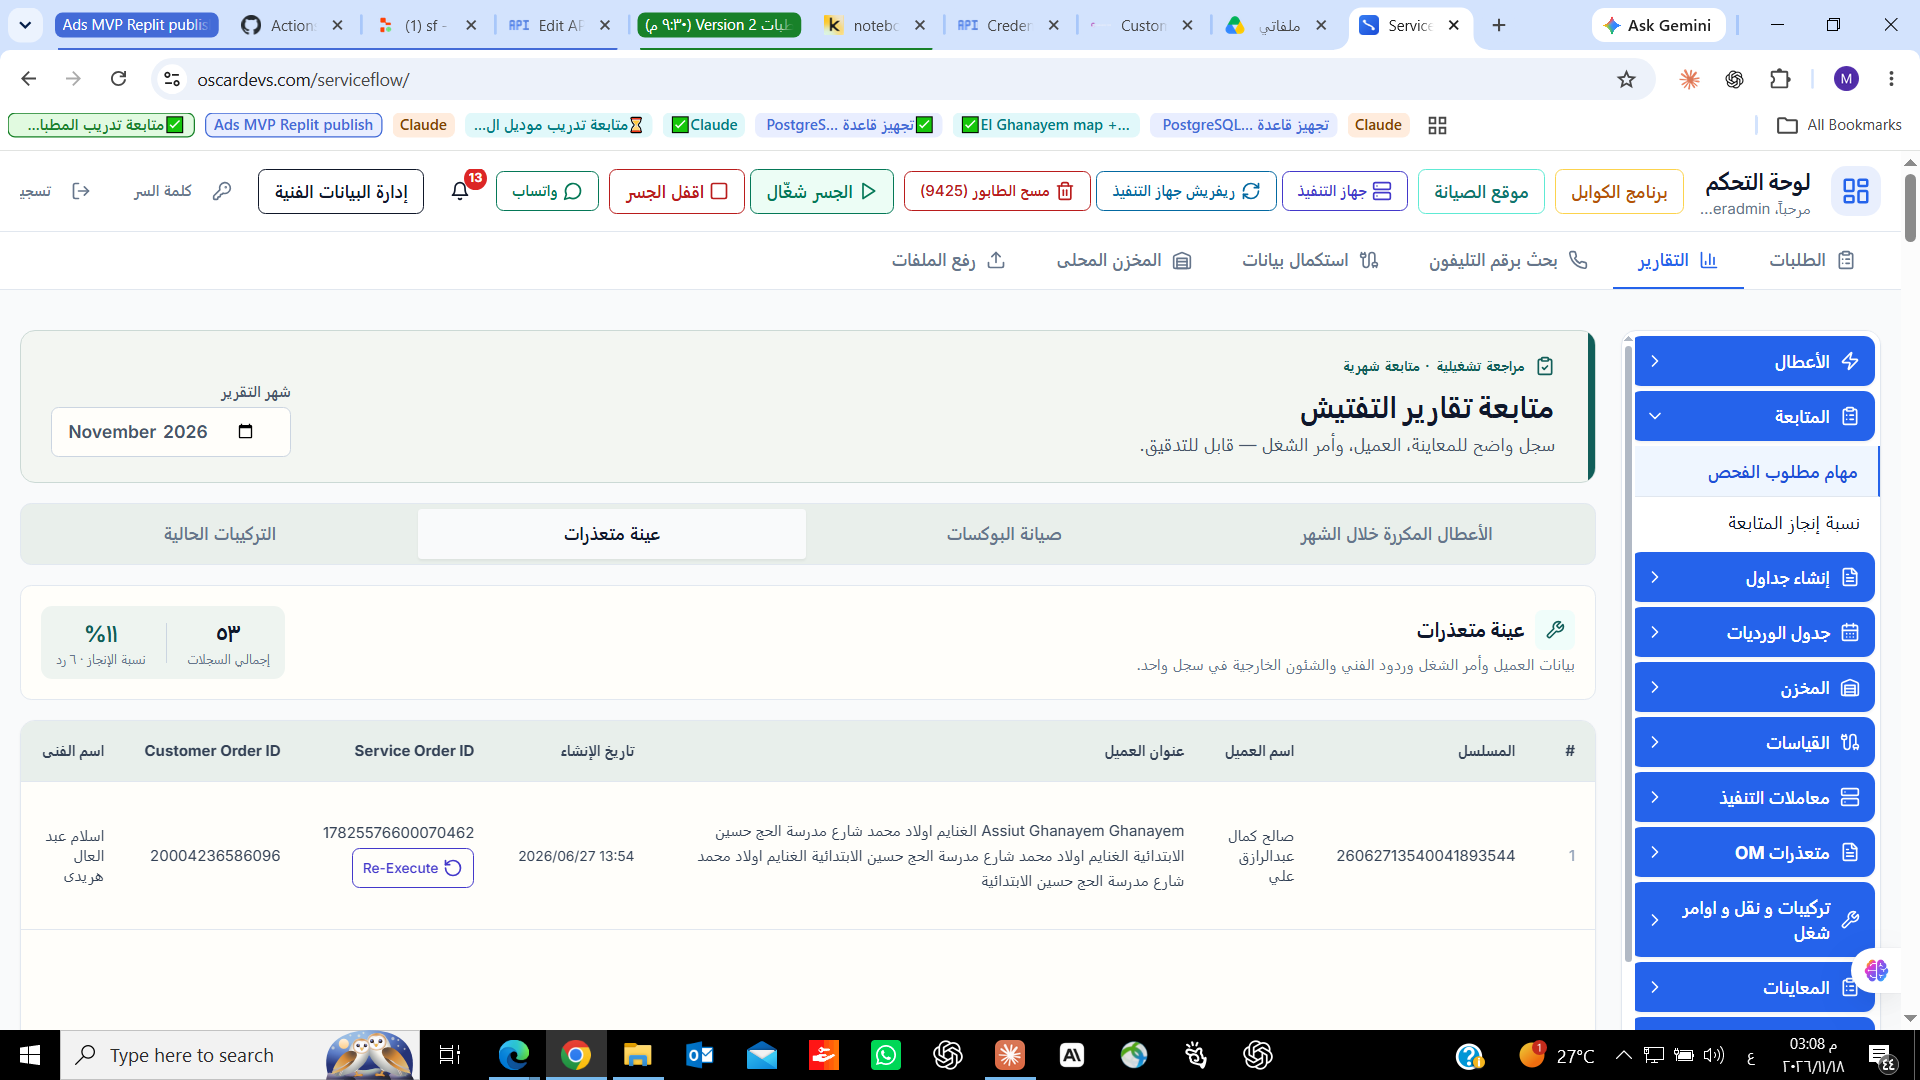 Ads MVP Replit publis
Action
(1) sf -
Edit AP
طلبات Version 2 (٩:٣٠ م)
notebo
Creder
Custom
ملفاتي
Service
Ask Gemini
oscardevs.com/serviceflow/
M
متابعة تدريب المطبا...
Ads MVP Replit publish
Claude
متابعة تدريب موديل ال...
Claude
تجهيز قاعدة PostgreS...
El Ghanayem map +...
تجهيز قاعدة PostgreSQL...
Claude
All Bookmarks
لوحة التحكم
مرحباً، eradmin...
برنامج الكوابل
موقع الصيانة
جهاز التنفيذ
ريفريش جهاز التنفيذ
مسح الطابور (9425)
الجسر شغّال
اقفل الجسر
واتساب
13
إدارة البيانات الفنية
كلمة السر
تسجي
الطلبات
التقارير
بحث برقم التليفون
استكمال بيانات
المخزن المحلى
رفع الملفات
الأعطال
المتابعة
مهام مطلوب الفحص
نسبة إنجاز المتابعة
إنشاء جداول
جدول الورديات
المخزن
القياسات
معاملات التنفيذ
متعذرات OM
تركيبات و نقل و اوامر
شغل
المعاينات
مراجعة تشغيلية · متابعة شهرية
متابعة تقارير التفتيش
سجل واضح للمعاينة، العميل، وأمر الشغل — قابل للتدقيق.
شهر التقرير
November 2026
الأعطال المكررة خلال الشهر
صيانة البوكسات
عينة متعذرات
التركيبات الحالية
عينة متعذرات
بيانات العميل وأمر الشغل وردود الفني والشئون الخارجية في سجل واحد.
٥٣
إجمالي السجلات
١١%
نسبة الإنجاز · ٦ رد
#
المسلسل
اسم العميل
عنوان العميل
تاريخ الإنشاء
Service Order ID
Customer Order ID
اسم الفنى
1
26062713540041893544
صالح كمال
عبدالرازق
علي
Assiut Ghanayem Ghanayem الغنايم اولاد محمد شارع مدرسة الحج حسين
الابتدائية الغنايم اولاد محمد شارع مدرسة الحج حسين الابتدائية الغنايم اولاد محمد
شارع مدرسة الحج حسين الابتدائية
2026/06/27 13:54
17825576600070462
Re-Execute
20004236586096
اسلام عبد
العال
هريدى
Type here to search
1
27°C
ع
03:08 م
٢٠٢٦/١١/١٨
٤٤